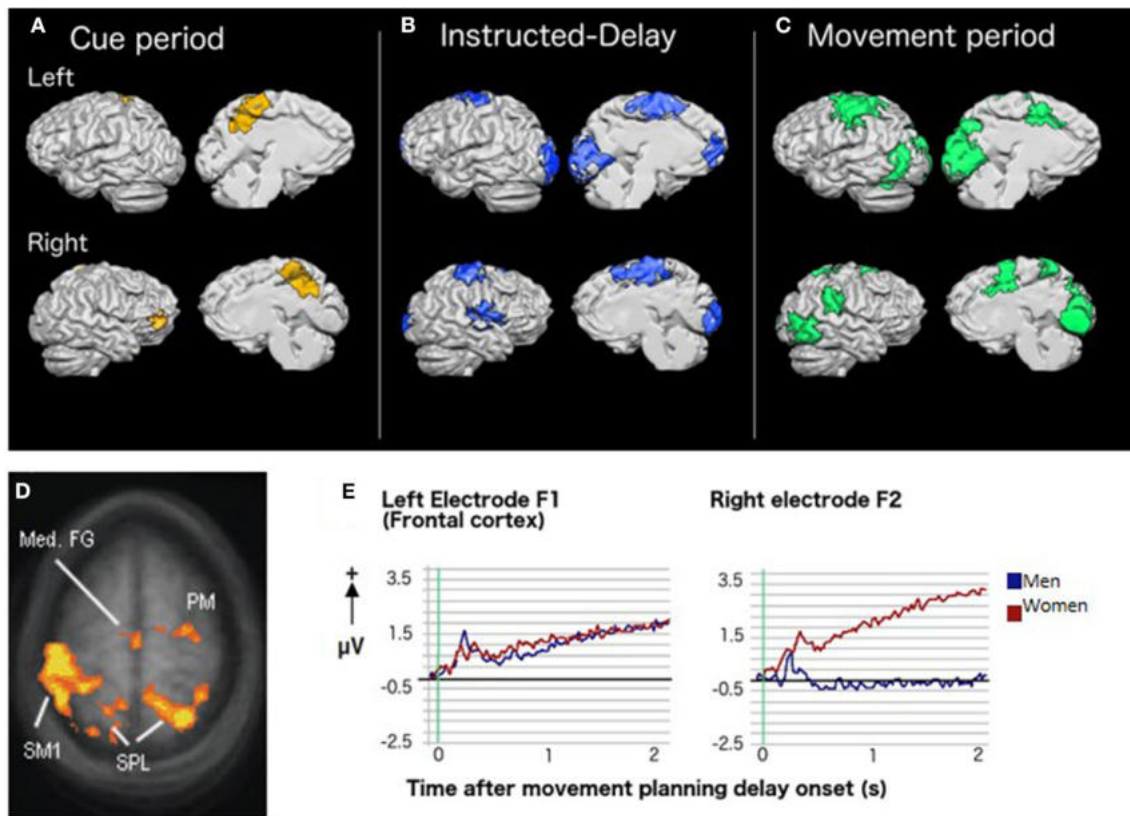 A
Cue period
B
Instructed-Delay
C
Movement period
Left
Right
D
Med. FG
PM
SM1
SPL
E
Left Electrode F1
(Frontal cortex)
Right electrode F2
+
µV
3.5
1.5
-0.5
-2.5
0
1
2
3.5
1.5
-0.5
-2.5
0
1
2
Men
Women
Time after movement planning delay onset (s)